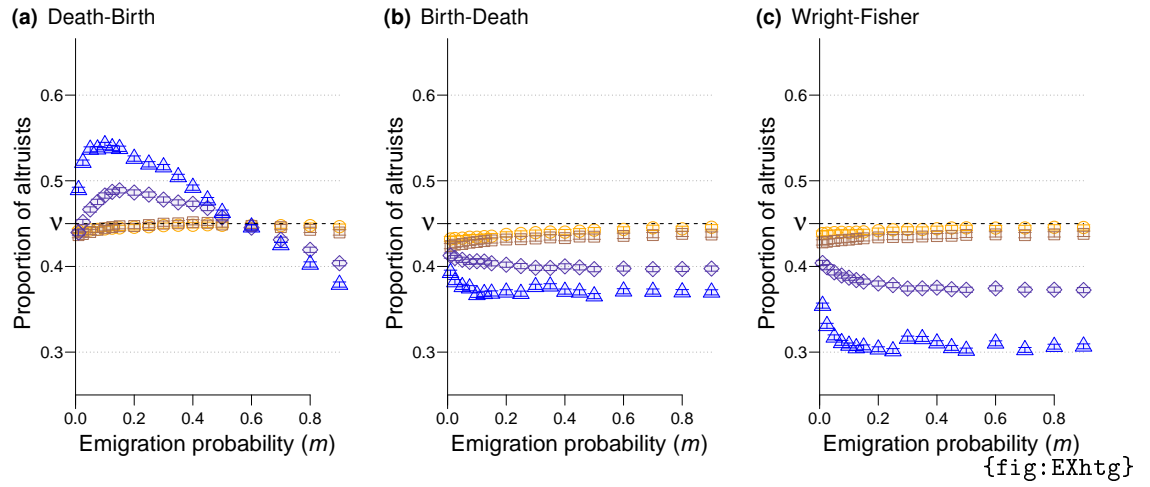 (a) Death-Birth
Proportion of altruists
0.6
0.5
ν
0.4
0.3
0.0 0.2 0.4 0.6 0.8
Emigration probability (m)
(b) Birth-Death
Proportion of altruists
0.6
0.5
ν
0.4
0.3
0.0 0.2 0.4 0.6 0.8
Emigration probability (m)
(c) Wright-Fisher
Proportion of altruists
0.6
0.5
ν
0.4
0.3
0.0 0.2 0.4 0.6 0.8
Emigration probability (m)
{fig:EXhtg}